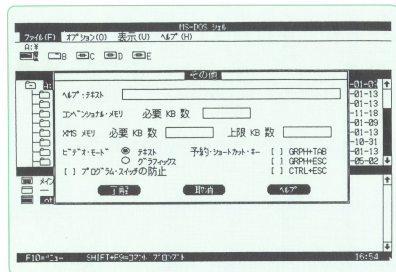 MS-DOS シェル
ファイル(F) オプション(O) 表示(V) ヘルプ(H)
A:¥
A B C D E
その他
ヘルプ・テキスト
コンベンショナル・メモリ 必要 KB 数
XMS メモリ 必要 KB 数 上限 KB 数
ビデオ・モード テキスト 予約・ショートカット・キー [ ] GRPH+TAB
グラフィックス [ ] GRPH+ESC
[ ] プログラム・スイッチの防止 [ ] CTRL+ESC
了解 取消 ヘルプ
-01-13
-01-13
-11-18
-01-09
-01-13
-10-31
-01-13
-05-02
メイン
F10=メニュー SHIFT+F9=コマンド プロンプト 16:54